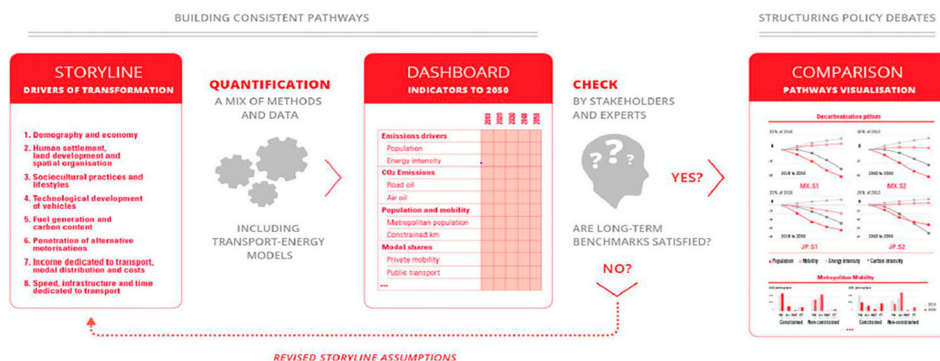 BUILDING CONSISTENT PATHWAYS
STRUCTURING POLICY DEBATES
STORYLINE
DRIVERS OF TRANSFORMATION
1. Demography and economy
2. Human settlement,
land development and
spatial organisation
3. Sociocultural practices and
lifestyles
4. Technological development
of vehicles
5. Fuel generation and
carbon content
6. Penetration of alternative
motorisations
7. Income dedicated to transport,
modal distribution and costs
8. Speed, infrastructure and time
dedicated to transport
QUANTIFICATION
A MIX OF METHODS
AND DATA
INCLUDING
TRANSPORT-ENERGY
MODELS
DASHBOARD
INDICATORS TO 2050
2010
2020
2030
2040
2050
Emissions drivers
Population
Energy intensity
CO₂ Emissions
Road oil
Air oil
Population and mobility
Metropolitan population
Constrained km
Modal shares
Private mobility
Public transport
....
CHECK
BY STAKEHOLDERS
AND EXPERTS
? ? ?
YES?
ARE LONG-TERM
BENCHMARKS SATISFIED?
NO?
COMPARISON
PATHWAYS VISUALISATION
Decarbonisation pillars
MX.S1
MX.S2
JP.S1
JP.S2
Population Mobility Energy intensity Carbon intensity
Metropolitan Mobility
Constrained Non-constrained
Constrained Non-constrained
...
REVISED STORYLINE ASSUMPTIONS